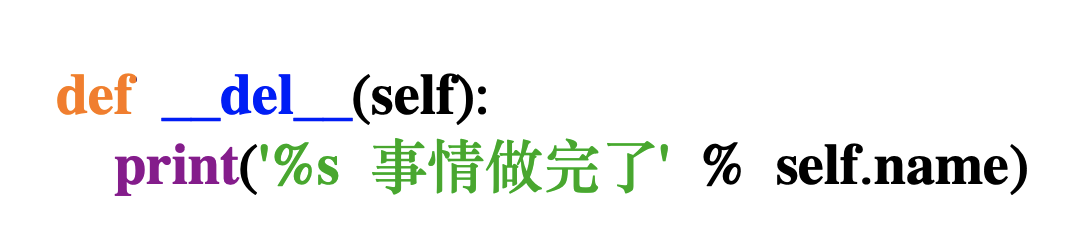 def __del__(self):
print('%s 事情做完了' % self.name)